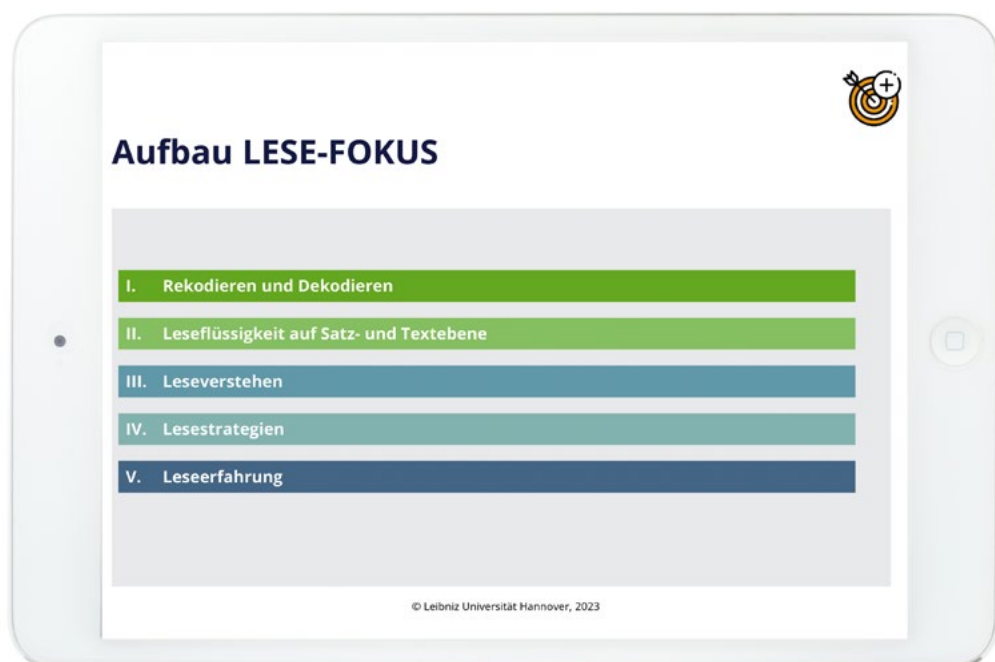 Aufbau LESE-FOKUS
I. Rekodieren und Dekodieren
II. Leseflüssigkeit auf Satz- und Textebene
III. Leseverstehen
IV. Lesestrategien
V. Leseerfahrung
© Leibniz Universität Hannover, 2023